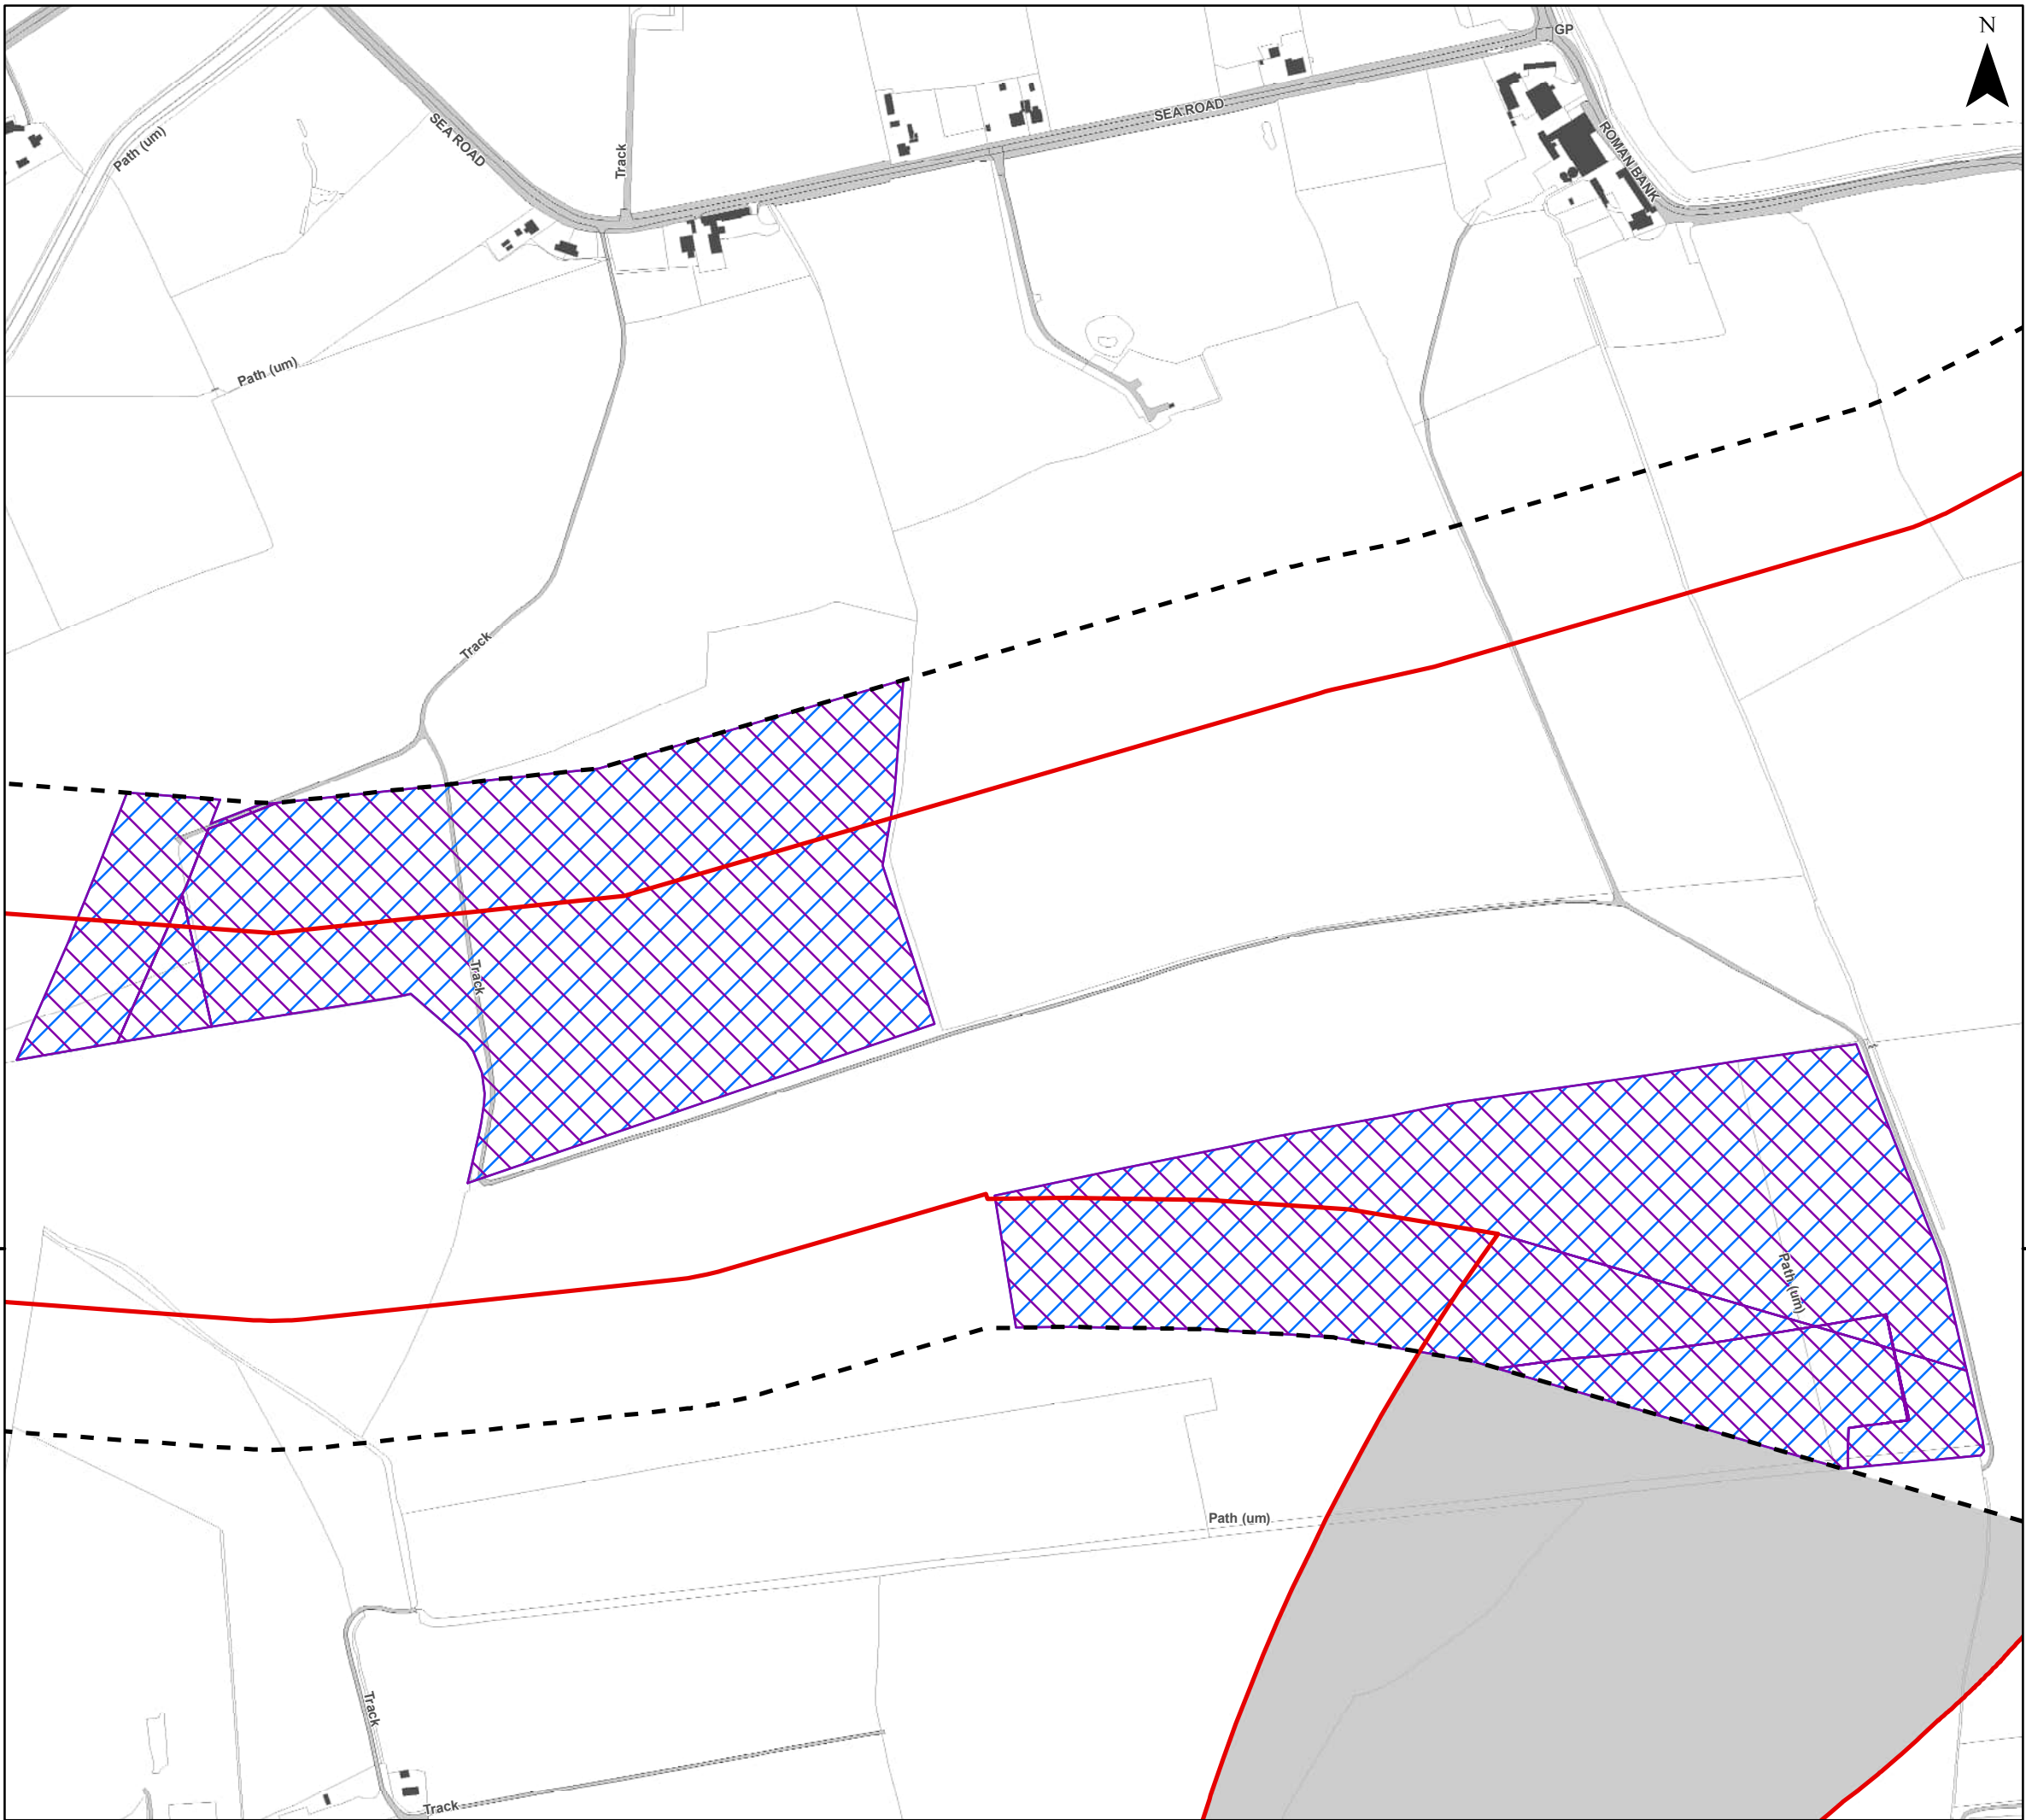 N
GP
SEA ROAD
SEA ROAD
Path (um)
Track
ROMAN BANK
Path (um)
Track
Track
Path (um)
Path (um)
Track
Track